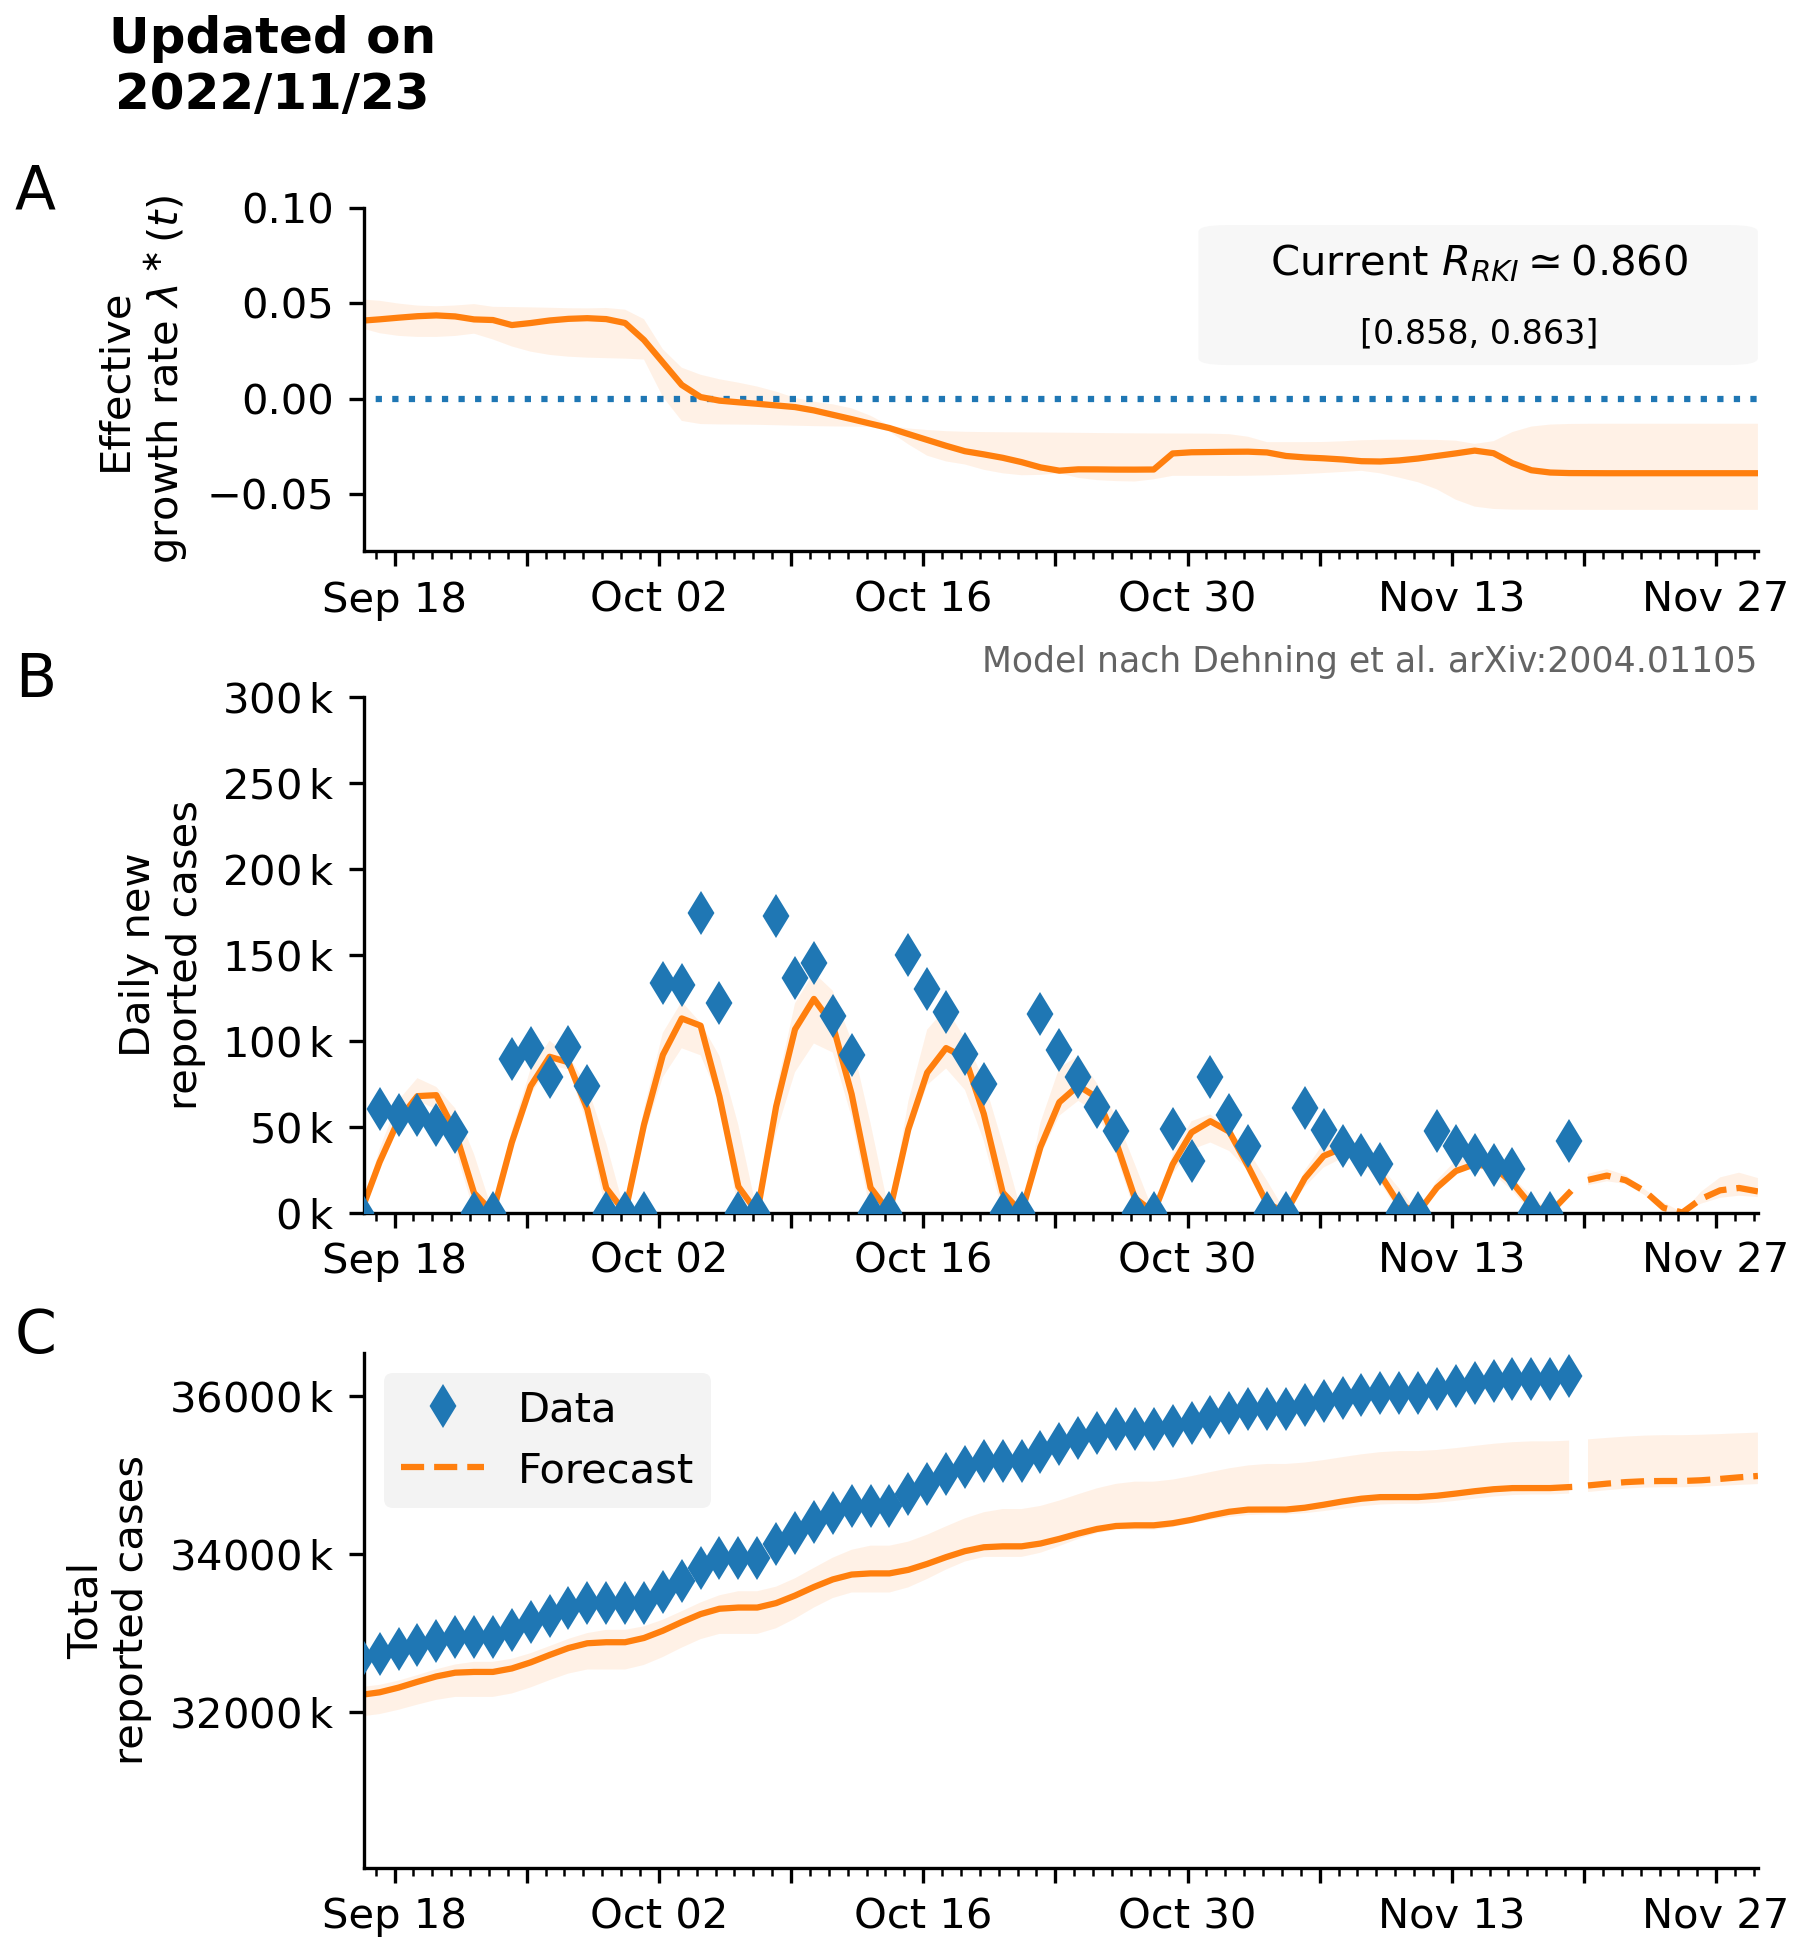 Updated on
2022/11/23
A
Effective
growth rate λ * (t)
0.10
0.05
0.00
−0.05
Current R_RKI ≃ 0.860
[0.858, 0.863]
Sep 18
Oct 02
Oct 16
Oct 30
Nov 13
Nov 27
Model nach Dehning et al. arXiv:2004.01105
B
Daily new
reported cases
300 k
250 k
200 k
150 k
100 k
50 k
0 k
Sep 18
Oct 02
Oct 16
Oct 30
Nov 13
Nov 27
C
Total
reported cases
36000 k
34000 k
32000 k
Data
Forecast
Sep 18
Oct 02
Oct 16
Oct 30
Nov 13
Nov 27